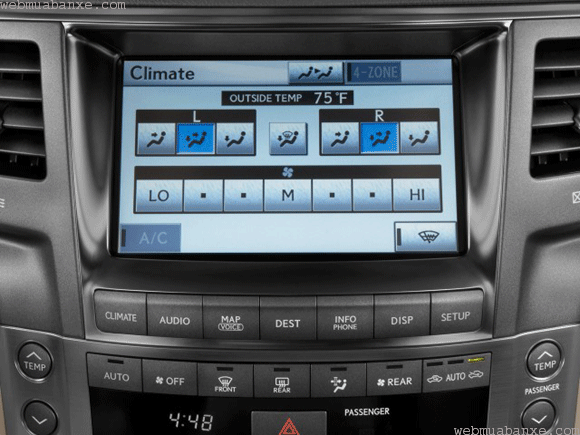 webmuabanxe.com
Climate
4-ZONE
OUTSIDE TEMP 75°F
L R
LO M HI
A/C
CLIMATE AUDIO MAP VOICE DEST INFO PHONE DISP SETUP
TEMP AUTO OFF FRONT REAR REAR AUTO TEMP
PASSENGER
4:48 PASSENGER
webmuabanxe.com